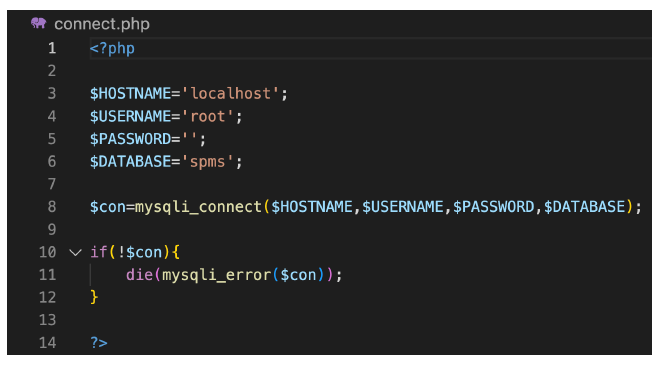 connect.php
1 <?php
2
3 $HOSTNAME='localhost';
4 $USERNAME='root';
5 $PASSWORD='';
6 $DATABASE='spms';
7
8 $con=mysqli_connect($HOSTNAME,$USERNAME,$PASSWORD,$DATABASE);
9
10 if(!$con){
11 die(mysqli_error($con));
12 }
13
14 ?>